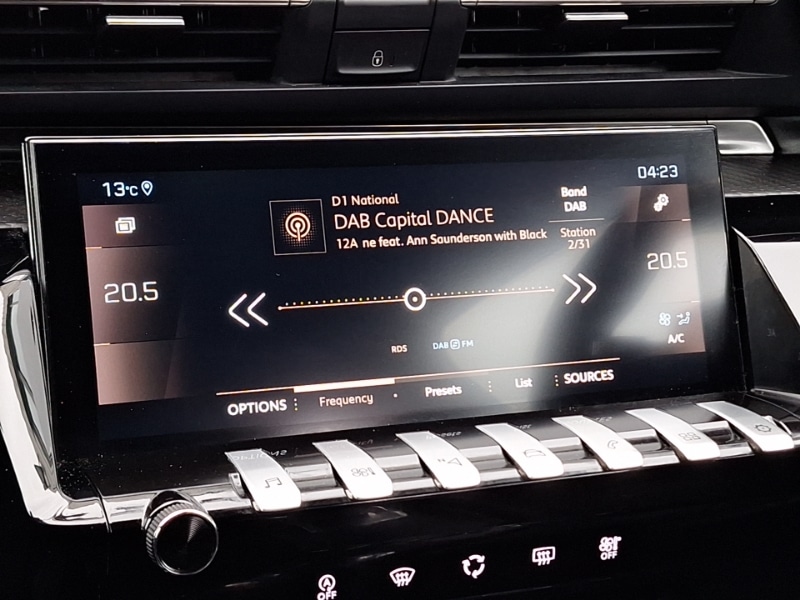 13°C
04:23
D1 National
DAB Capital DANCE
12A ne feat. Ann Saunderson with Black
Band
DAB
Station
2/31
20.5
20.5
RDS
DAB FM
A/C
OPTIONS
Frequency
Presets
List
SOURCES
A
OFF
OFF